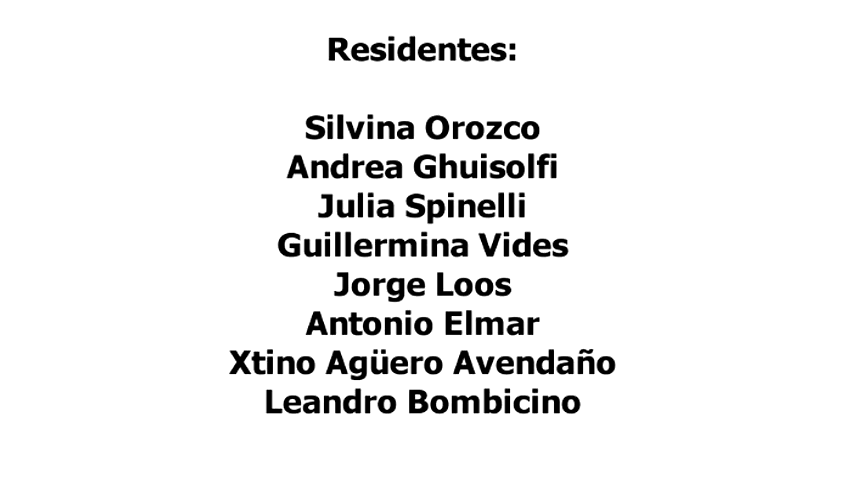 Residentes:
Silvina Orozco
Andrea Ghuisolfi
Julia Spinelli
Guillermina Vides
Jorge Loos
Antonio Elmar
Xtino Agüero Avendaño
Leandro Bombicino